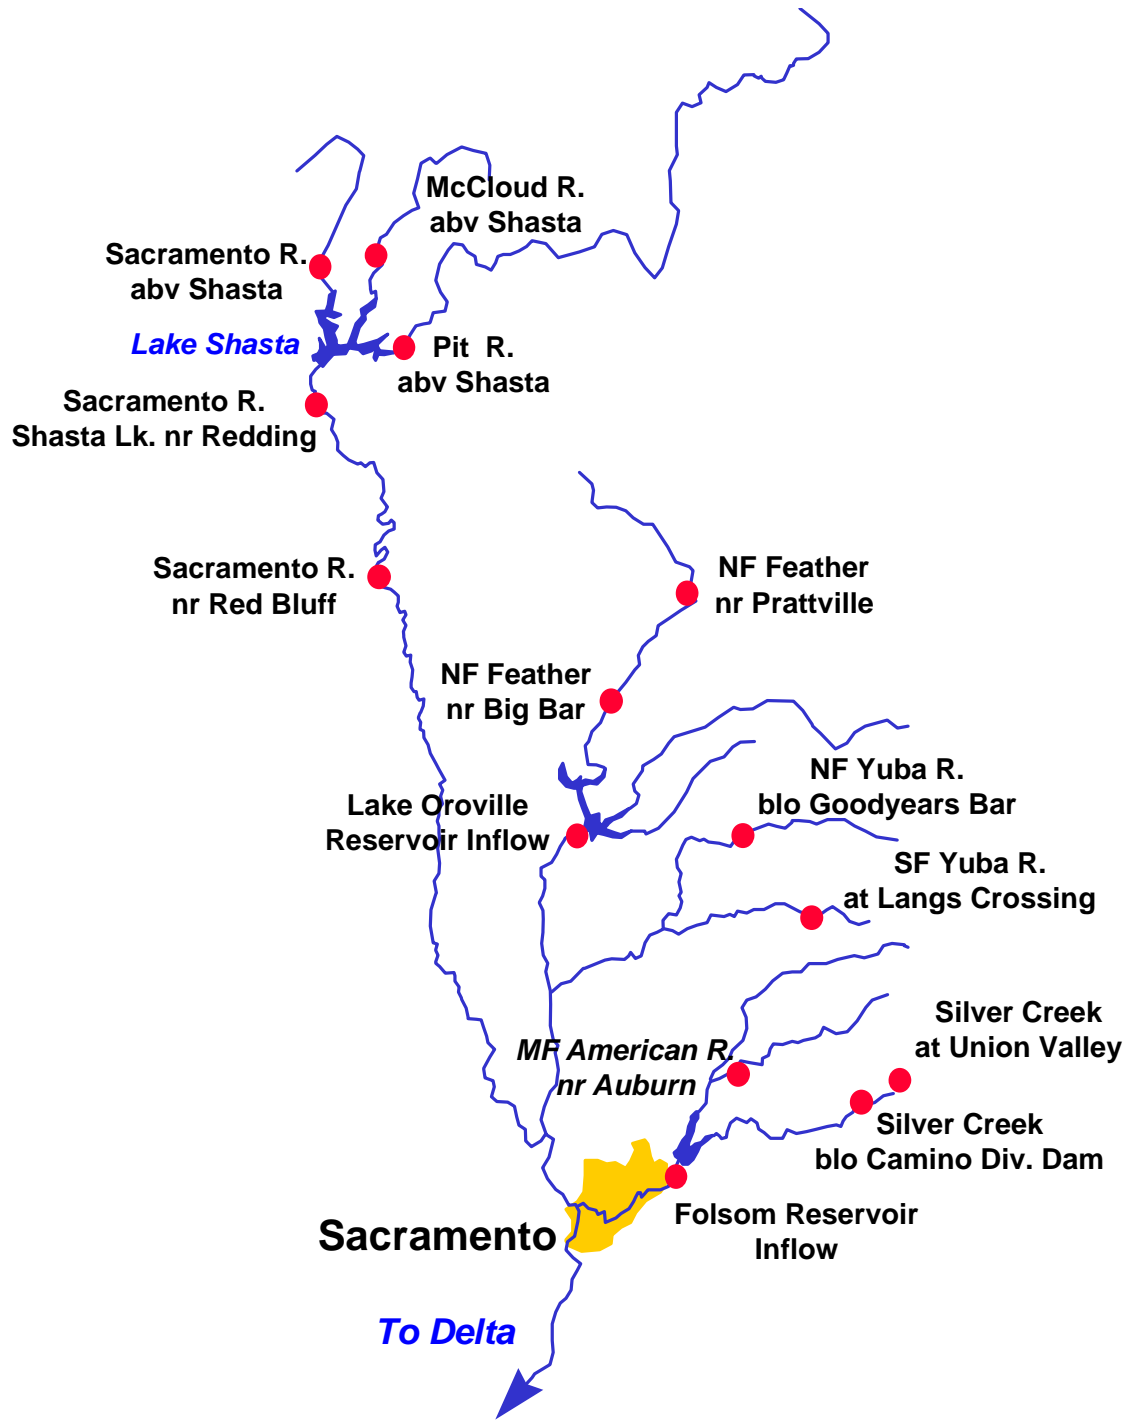 McCloud R.
abv Shasta
Sacramento R.
abv Shasta
Lake Shasta
Pit R.
abv Shasta
Sacramento R.
Shasta Lk. nr Redding
Sacramento R.
nr Red Bluff
NF Feather
nr Prattville
NF Feather
nr Big Bar
NF Yuba R.
blo Goodyears Bar
Lake Oroville
Reservoir Inflow
SF Yuba R.
at Langs Crossing
Silver Creek
at Union Valley
MF American R.
nr Auburn
Silver Creek
blo Camino Div. Dam
Folsom Reservoir
Inflow
Sacramento
To Delta